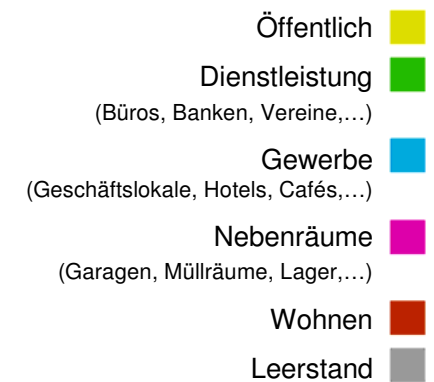 Öffentlich
Dienstleistung
(Büros, Banken, Vereine,…)
Gewerbe
(Geschäftslokale, Hotels, Cafés,…)
Nebenräume
(Garagen, Müllräume, Lager,…)
Wohnen
Leerstand